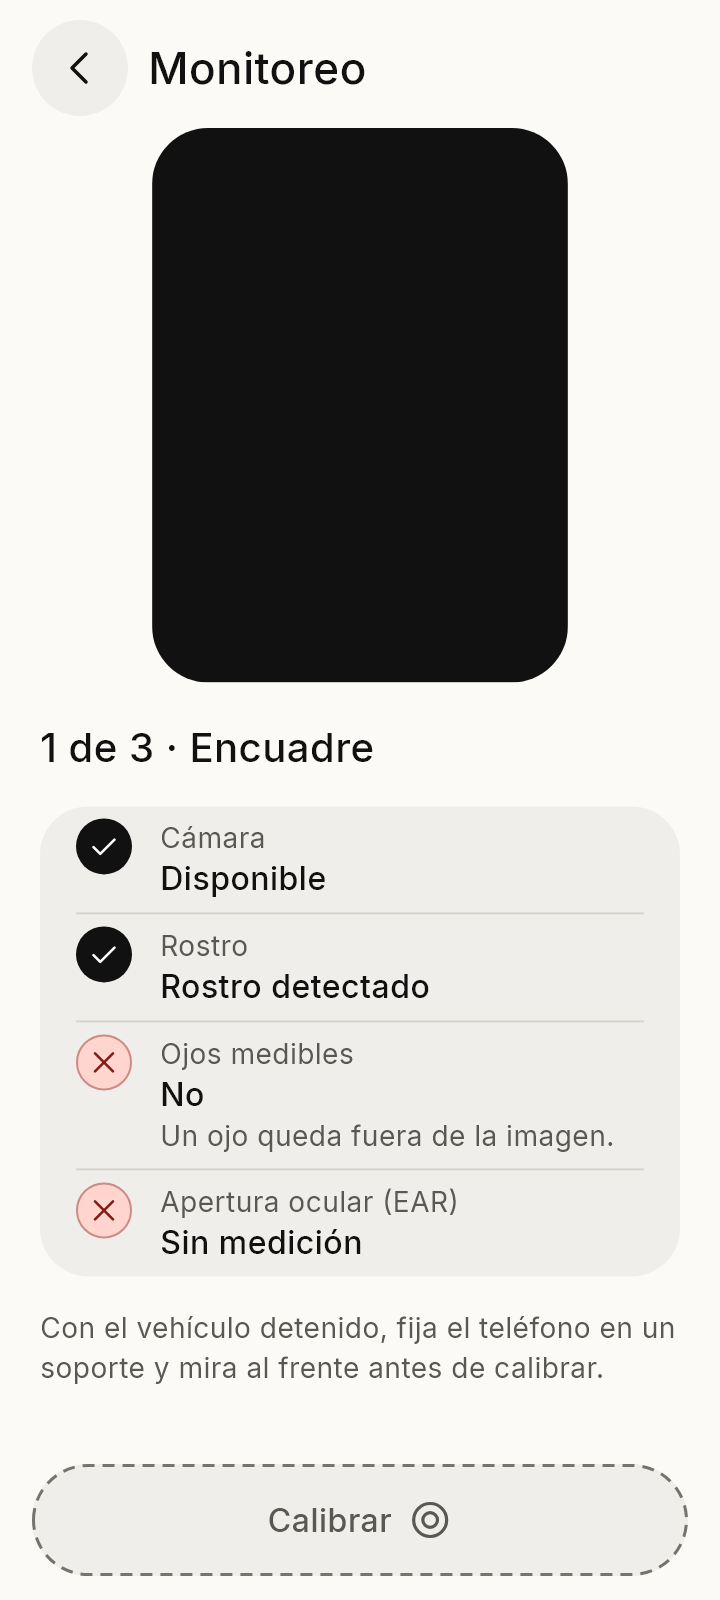 Monitoreo
1 de 3 · Encuadre
Cámara
Disponible
Rostro
Rostro detectado
Ojos medibles
No
Un ojo queda fuera de la imagen.
Apertura ocular (EAR)
Sin medición
Con el vehículo detenido, fija el teléfono en un
soporte y mira al frente antes de calibrar.
Calibrar